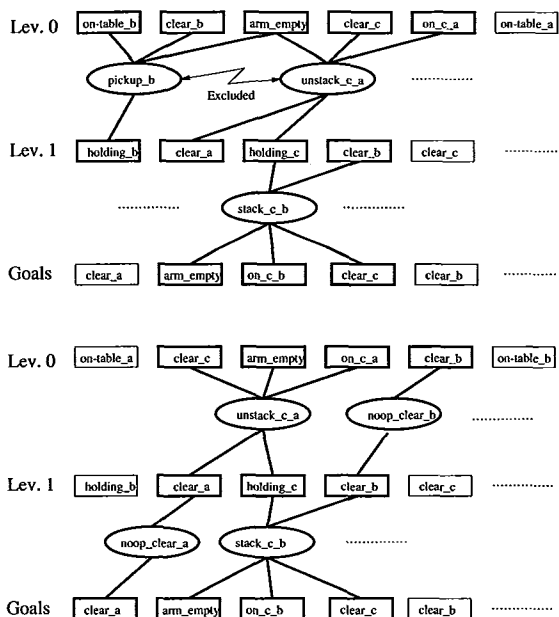 Lev. 0 on-table_b clear_b arm_empty clear_c on_c_a on-table_a
pickup_b unstack_c_a
Excluded
Lev. 1 holding_b clear_a holding_c clear_b clear_c
stack_c_b
Goals clear_a arm_empty on_c_b clear_c clear_b
Lev. 0 on-table_a clear_c arm_empty on_c_a clear_b on-table_b
unstack_c_a noop_clear_b
Lev. 1 holding_b clear_a holding_c clear_b clear_c
noop_clear_a stack_c_b
Goals clear_a arm_empty on_c_b clear_c clear_b